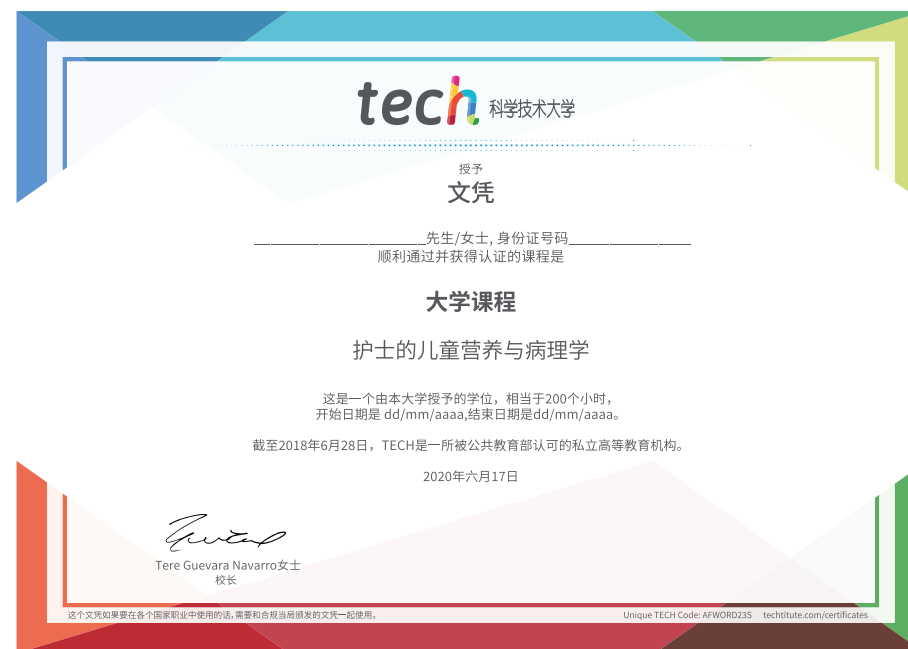 tech 科学技术大学
授予
文凭
_____________________先生/女士, 身份证号码_______________
顺利通过并获得认证的课程是
大学课程
护士的儿童营养与病理学
这是一个由本大学授予的学位，相当于200个小时，
开始日期是 dd/mm/aaaa,结束日期是dd/mm/aaaa。
截至2018年6月28日，TECH是一所被公共教育部认可的私立高等教育机构。
2020年六月17日
Tere Guevara Navarro女士
校长
这个文凭如果要在各个国家职业中使用的话,需要和合规当局颁发的文凭一起使用。
Unique TECH Code: AFWORD23S techtitute.com/certificates